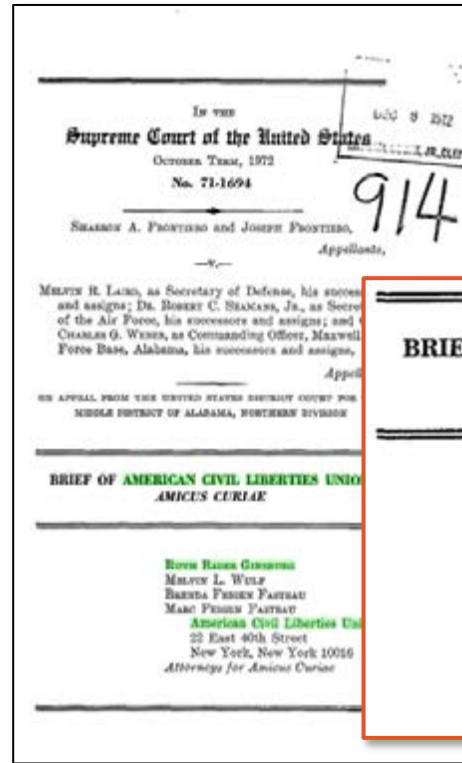 IN THE
Supreme Court of the United States
OCTOBER TERM, 1972
No. 71-1694
SHARRON A. FRONTIERO and JOSEPH FRONTIERO,
Appellants,
—v.—
MELVIN R. LAIRD, as Secretary of Defense, his succes
and assigns; DR. ROBERT C. SEAMANS, JR., as Secre
of the Air Force, his successors and assigns; and C
CHARLES G. WEBER, as Commanding Officer, Maxwell
Force Base, Alabama, his successors and assigns,
Appell
ON APPEAL FROM THE UNITED STATES DISTRICT COURT FOR
MIDDLE DISTRICT OF ALABAMA, NORTHERN DIVISION
BRIEF OF AMERICAN CIVIL LIBERTIES UNIO
AMICUS CURIAE
RUTH BADER GINSBURG
MELVIN L. WULF
BRENDA FEIGEN FASTEAU
MARC FEIGEN FASTEAU
American Civil Liberties Uni
22 East 40th Street
New York, New York 10016
Attorneys for Amicus Curiae
1972
914
BRIE